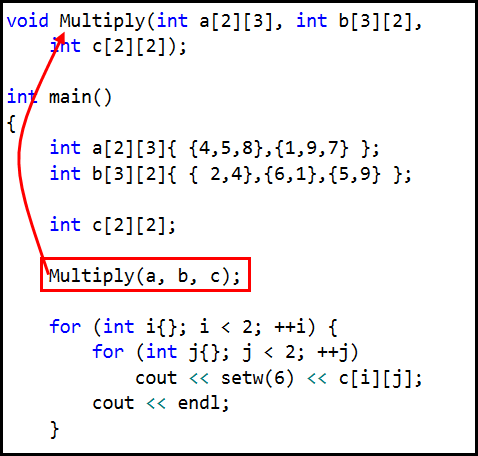 void Multiply(int a[2][3], int b[3][2],
    int c[2][2]);
int main()
{
    int a[2][3]{ {4,5,8},{1,9,7} };
    int b[3][2]{ { 2,4},{6,1},{5,9} };
    int c[2][2];
    Multiply(a, b, c);
    for (int i{}; i < 2; ++i) {
        for (int j{}; j < 2; ++j)
            cout << setw(6) << c[i][j];
        cout << endl;
    }